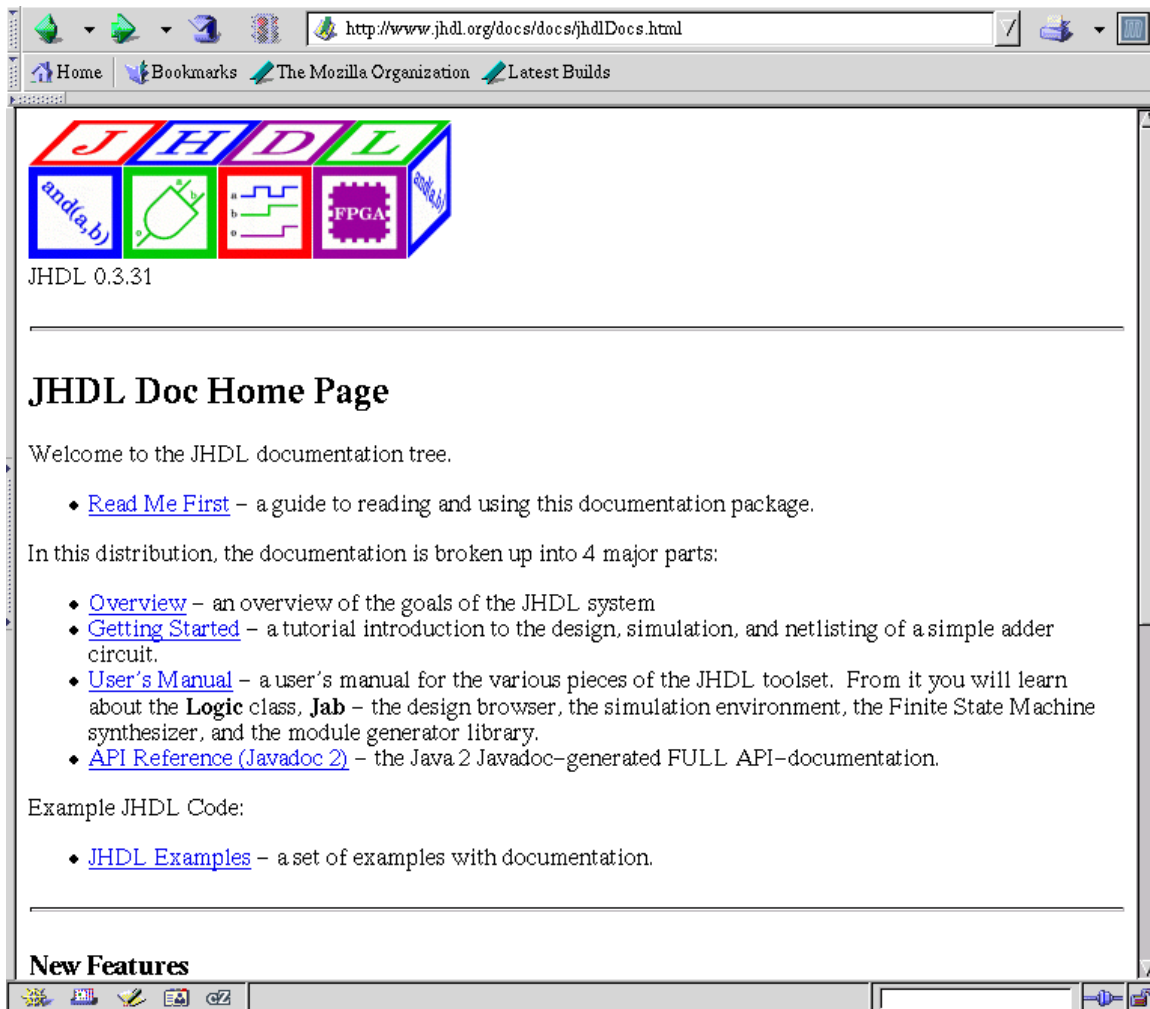 http://www.jhdl.org/docs/docs/jhdlDocs.html
Home Bookmarks The Mozilla Organization Latest Builds
J H D L
and(a,b) a b o a b o FPGA and(a,b)
JHDL 0.3.31
JHDL Doc Home Page
Welcome to the JHDL documentation tree.
• Read Me First – a guide to reading and using this documentation package.
In this distribution, the documentation is broken up into 4 major parts:
• Overview – an overview of the goals of the JHDL system
• Getting Started – a tutorial introduction to the design, simulation, and netlisting of a simple adder
circuit.
• User's Manual – a user's manual for the various pieces of the JHDL toolset. From it you will learn
about the Logic class, Jab – the design browser, the simulation environment, the Finite State Machine
synthesizer, and the module generator library.
• API Reference (Javadoc 2) – the Java 2 Javadoc–generated FULL API–documentation.
Example JHDL Code:
• JHDL Examples – a set of examples with documentation.
New Features
cZ